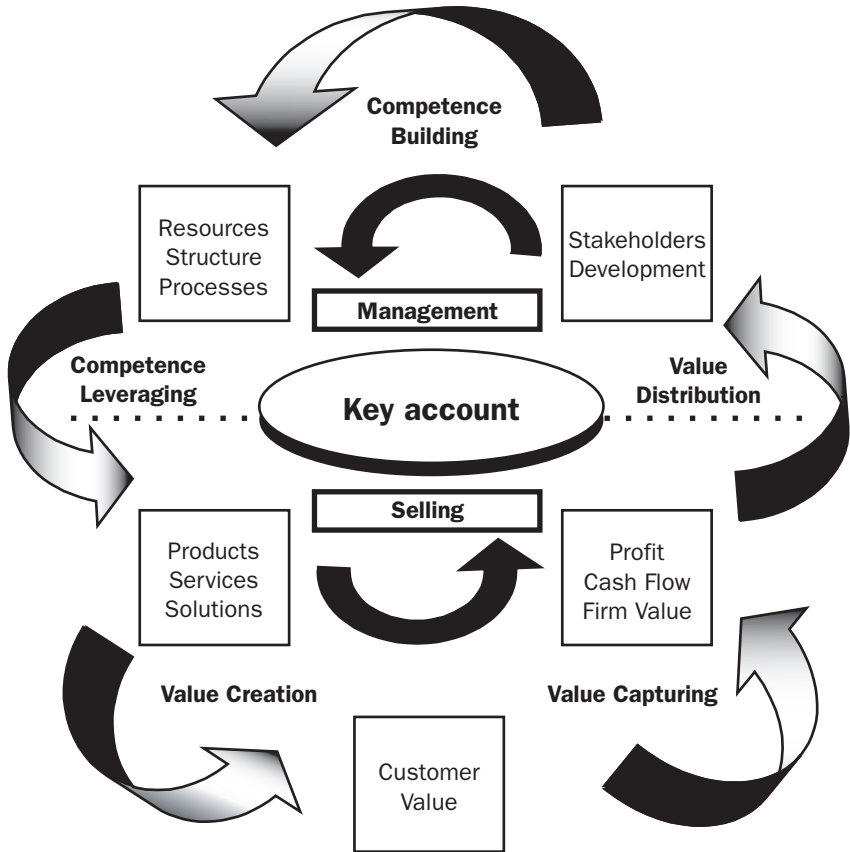 Competence
Building
Resources
Structure
Processes
Stakeholders
Development
Management
Competence
Leveraging
Key account
Value
Distribution
Selling
Products
Services
Solutions
Profit
Cash Flow
Firm Value
Value Creation
Value Capturing
Customer
Value